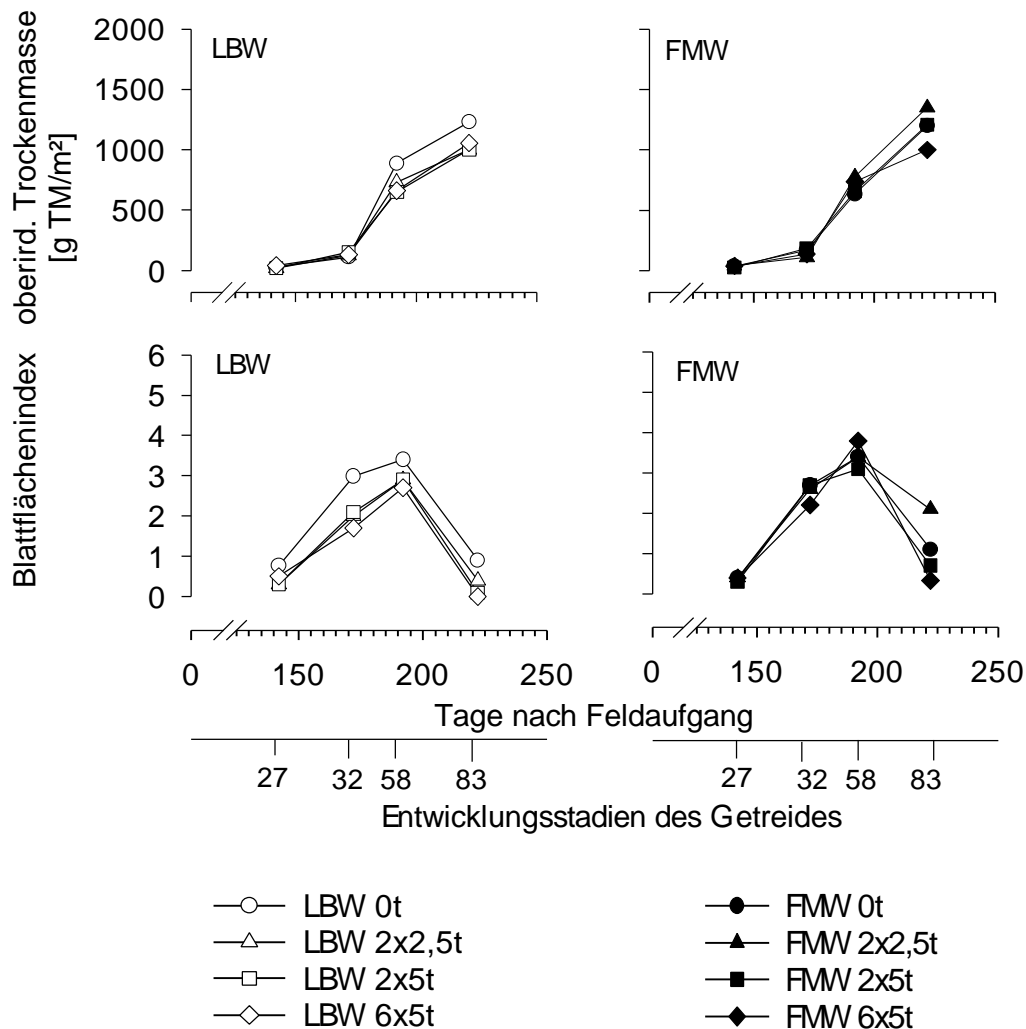 oberird. Trockenmasse
[g TM/m²]
2000
1500
1000
500
0
LBW
FMW
Blattflächenindex
6
5
4
3
2
1
0
LBW
FMW
0 150 200 250
0 150 200 250
Tage nach Feldaufgang
27 32 58 83
27 32 58 83
Entwicklungsstadien des Getreides
LBW 0t
LBW 2x2,5t
LBW 2x5t
LBW 6x5t
FMW 0t
FMW 2x2,5t
FMW 2x5t
FMW 6x5t